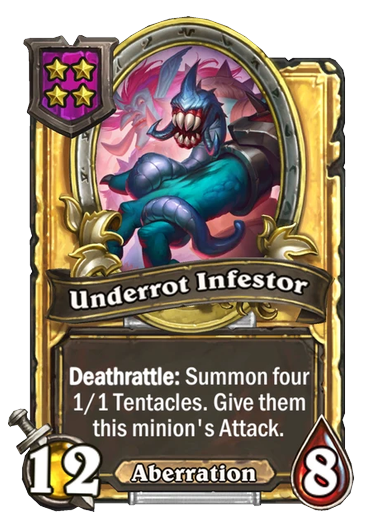 Underrot Infestor
Deathrattle: Summon four
1/1 Tentacles. Give them
this minion's Attack.
12
Aberration
8